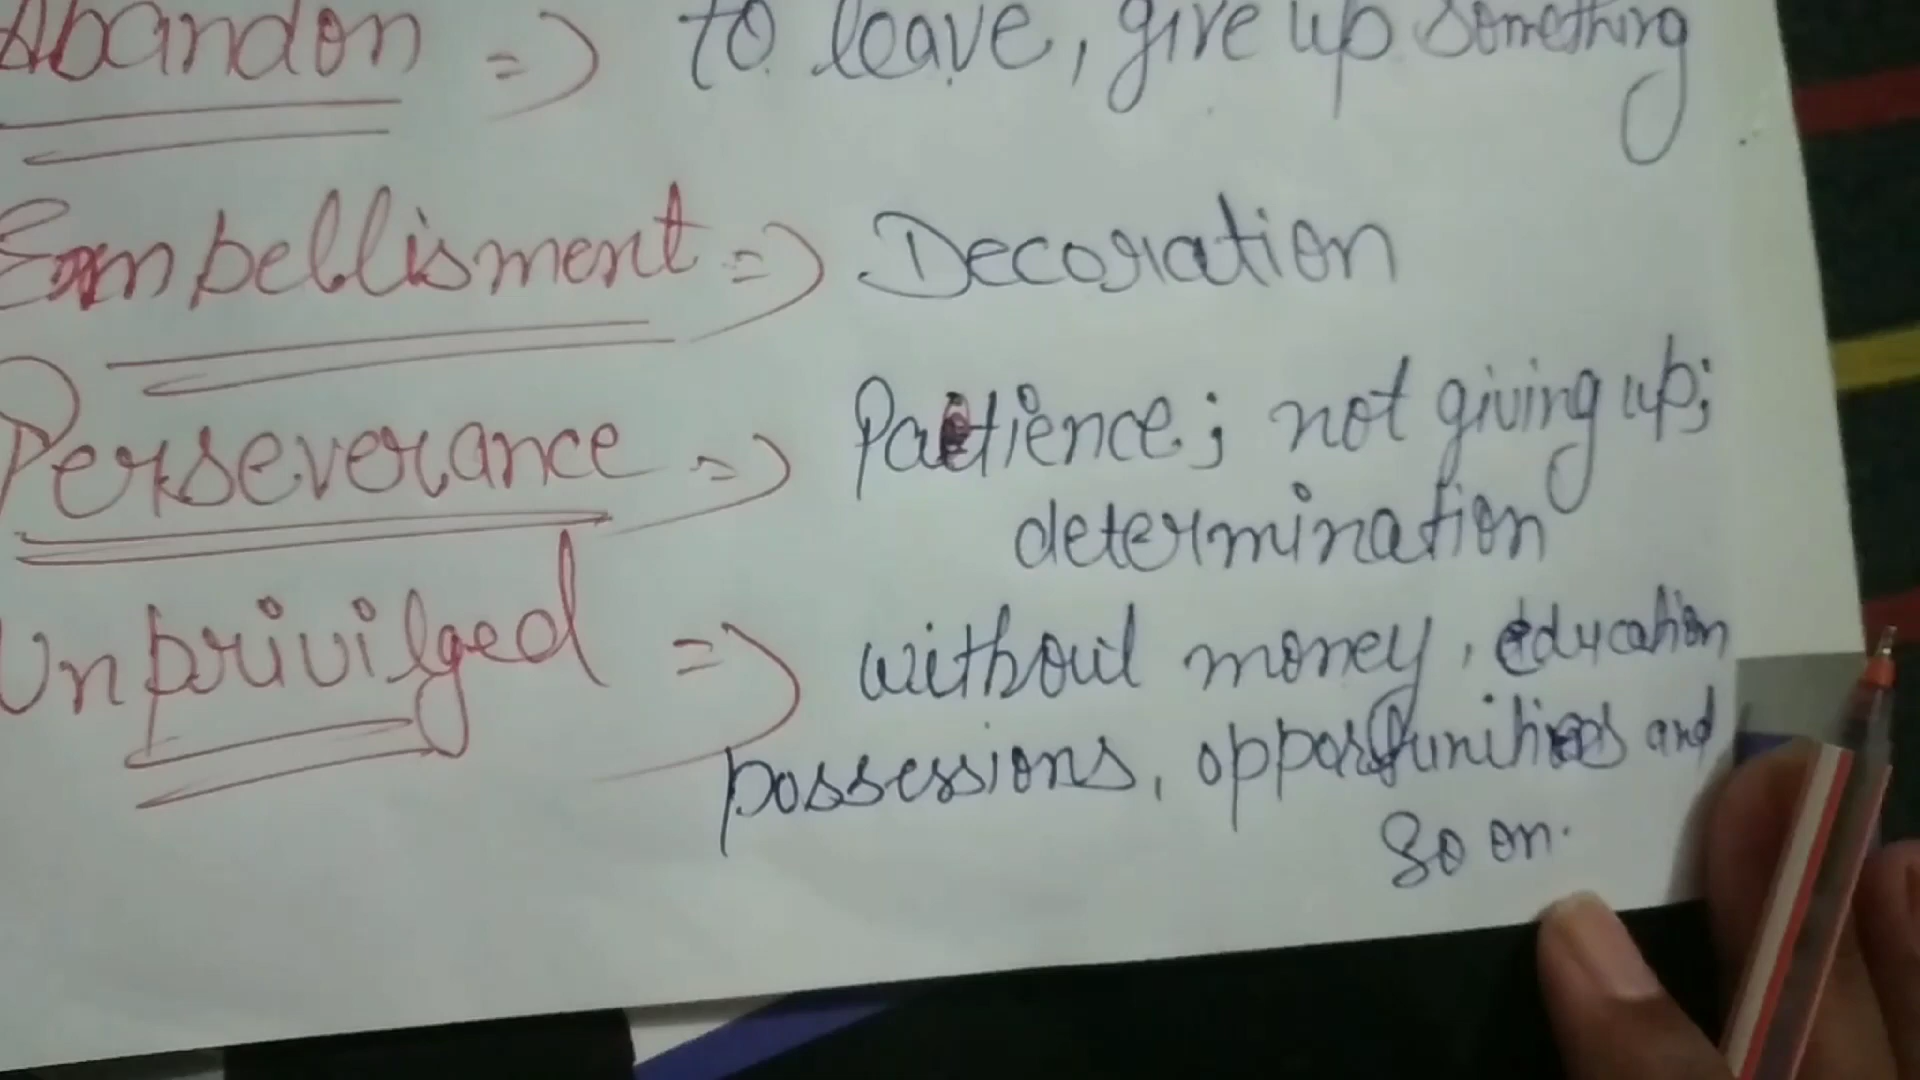 Abandon => to leave, give up something
Embellisment => Decoration
Perseverance => Patience; not giving up;
determination
Unprivilged => without money, education
possessions, opportunities and
so on.